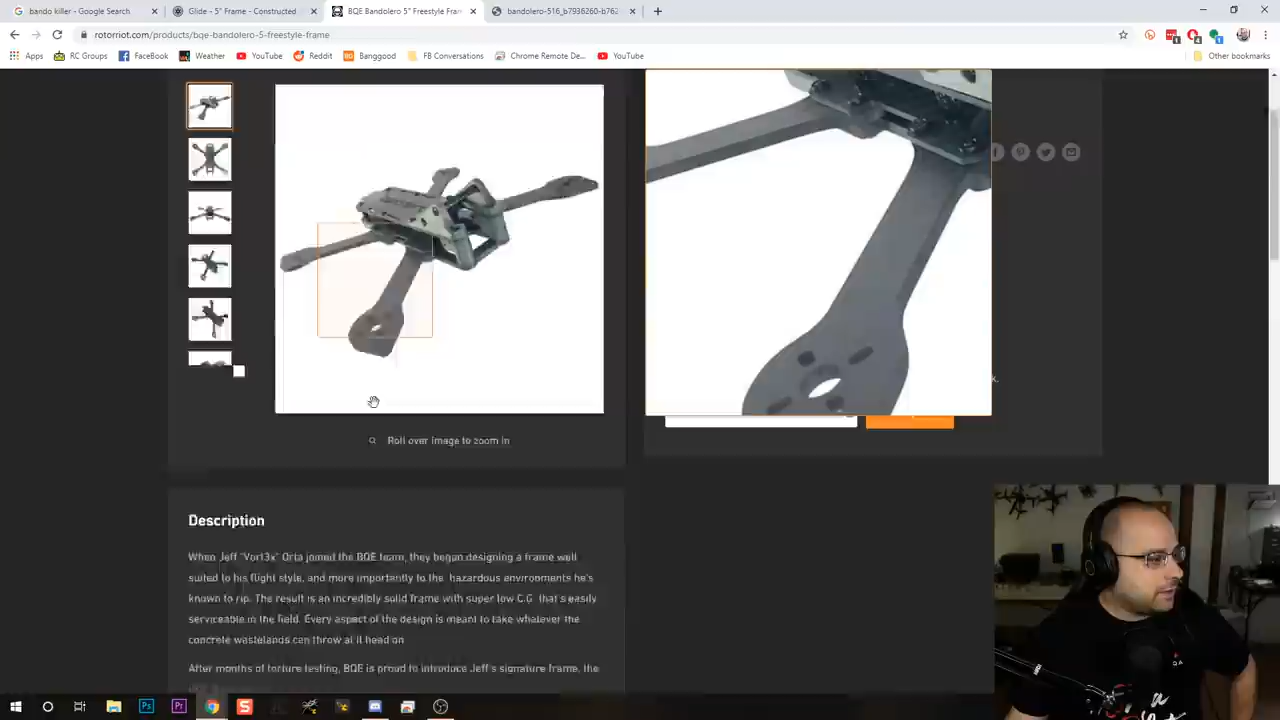 bando killer - Google Search
Glide - 5" Frame - Constructed
BQE Bandolero 5" Freestyle Fram
bandolero-516_b7936260-b762
rotorriot.com/products/bqe-bandolero-5-freestyle-frame
Apps
RC Groups
FaceBook
Weather
YouTube
Reddit
Banggood
FB Conversations
Chrome Remote De...
YouTube
Other bookmarks
k.
Roll over image to zoom in
Description
When Jeff "Vort3x" Orta joined the BQE team, they began designing a frame well
suited to his flight style, and more importantly to the hazardous environments he's
known to rip. The result is an incredibly solid frame with super low C.G that's easily
serviceable in the field. Every aspect of the design is meant to take whatever the
concrete wastelands can throw at it head on
After months of torture testing, BQE is proud to introduce Jeff's signature frame, the